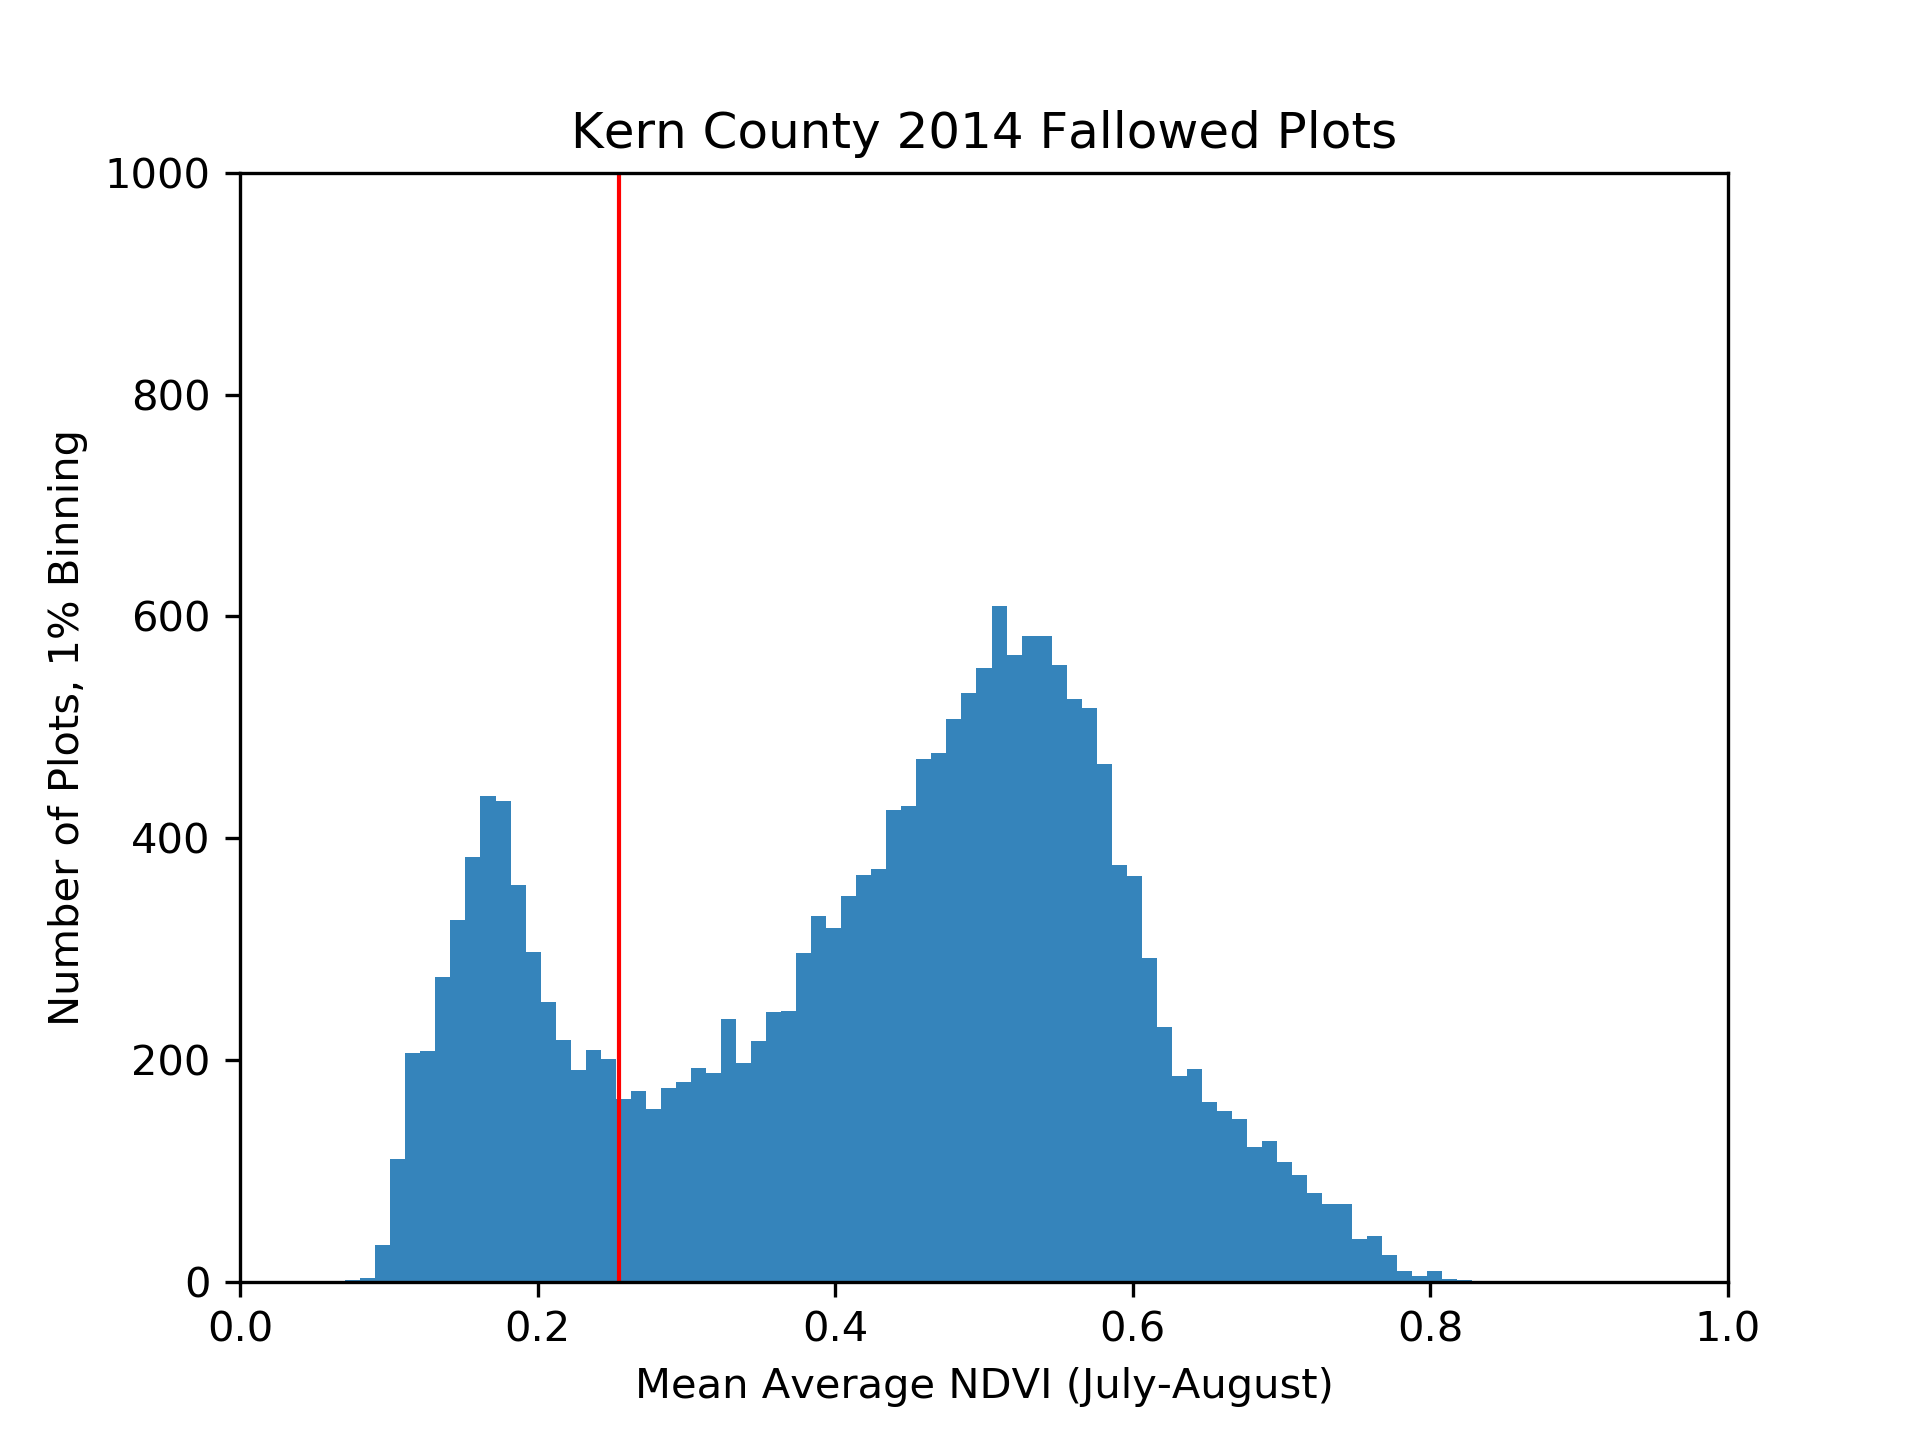 Kern County 2014 Fallowed Plots
1000
800
600
400
200
0
Number of Plots, 1% Binning
0.0 0.2 0.4 0.6 0.8 1.0
Mean Average NDVI (July-August)